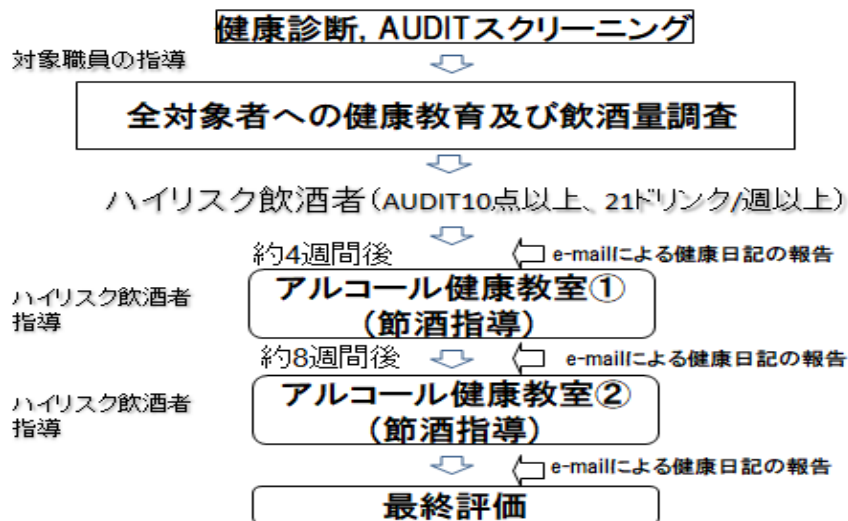 健康診断, AUDITスクリーニング
対象職員の指導
全対象者への健康教育及び飲酒量調査
ハイリスク飲酒者(AUDIT10点以上、21ドリンク/週以上)
約4週間後
e-mailによる健康日記の報告
ハイリスク飲酒者
指導
アルコール健康教室①
(節酒指導)
約8週間後
e-mailによる健康日記の報告
ハイリスク飲酒者
指導
アルコール健康教室②
(節酒指導)
e-mailによる健康日記の報告
最終評価